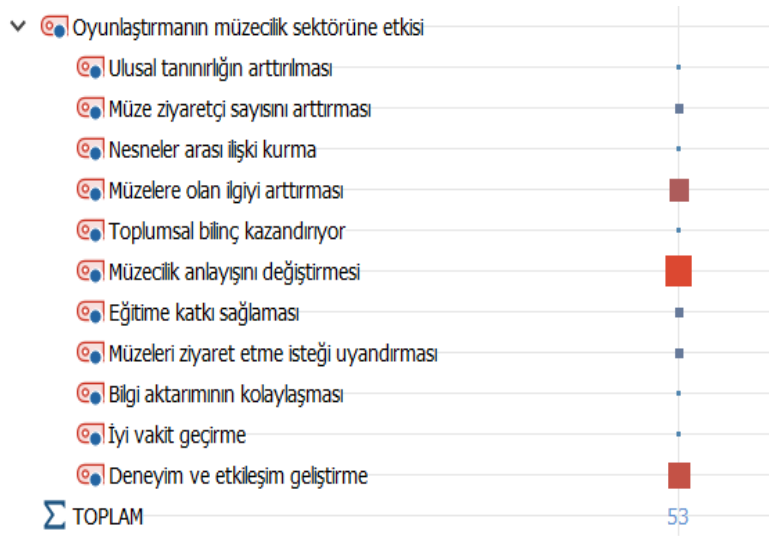 Oyunlaştırmanın müzecilik sektörüne etkisi
Ulusal tanınırlığın arttırılması
Müze ziyaretçi sayısını arttırması
Nesneler arası ilişki kurma
Müzelere olan ilgiyi arttırması
Toplumsal bilinç kazandırıyor
Müzecilik anlayışını değiştirmesi
Eğitime katkı sağlaması
Müzeleri ziyaret etme isteği uyandırması
Bilgi aktarımının kolaylaşması
İyi vakit geçirme
Deneyim ve etkileşim geliştirme
Σ TOPLAM 53